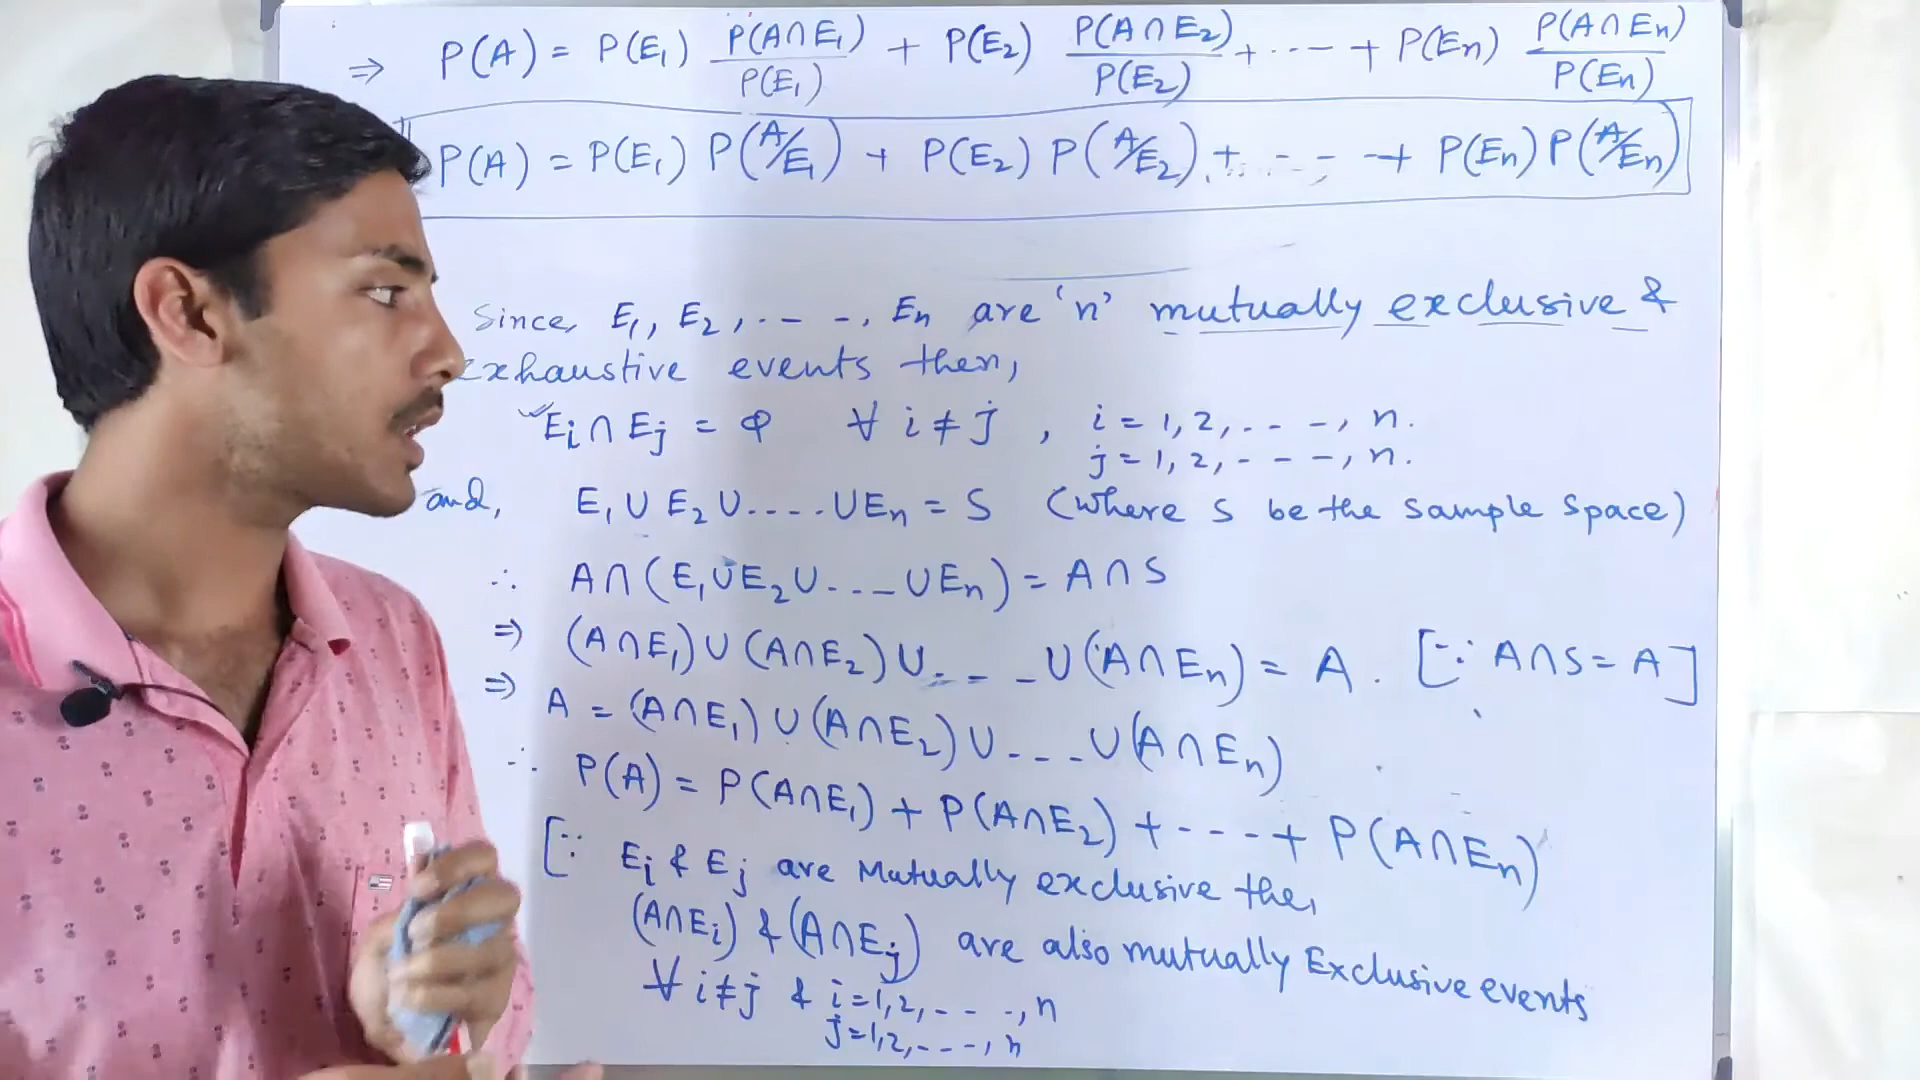 ⇒ P(A) = P(E₁) P(A∩E₁)/P(E₁) + P(E₂) P(A∩E₂)/P(E₂) + ---- + P(En) P(A∩En)/P(En)
P(A) = P(E₁) P(A/E₁) + P(E₂) P(A/E₂) + - - - + P(En) P(A/En)
Since, E₁, E₂, - - - -, En are 'n' mutually exclusive &
exhaustive events then,
Ei ∩ Ej = φ ∀ i ≠ j , i = 1, 2, - - -, n.
j = 1, 2, - - - -, n.
and, E₁ ∪ E₂ ∪ ---- ∪ En = S (where S be the sample space)
∴ A∩(E₁∪E₂∪----∪En) = A∩S
⇒ (A∩E₁)∪(A∩E₂)∪- - - -∪(A∩En) = A. [∵ A∩S = A]
⇒ A = (A∩E₁)∪(A∩E₂)∪- - - -∪(A∩En)
∴ P(A) = P(A∩E₁) + P(A∩E₂) + - - - - + P(A∩En)
[∵ Ei & Ej are Mutually exclusive the,
(A∩Ei) & (A∩Ej) are also mutually Exclusive events
∀ i≠j & i = 1,2,- - - -, n
j = 1,2,- - - -, n